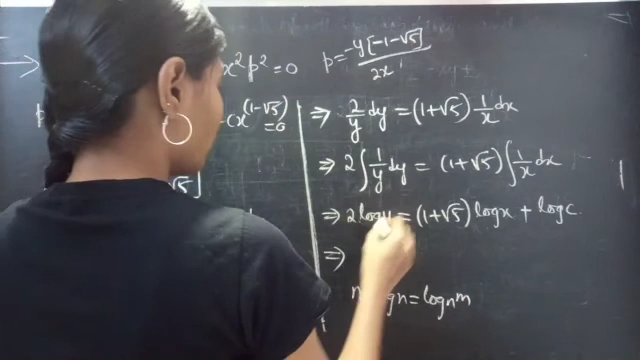 x²p²=0
- cx^(1-√5) =0
√5]
p = -y[-1-√5] / 2x
⇒ 2/y dy = (1+√5) 1/x dx
⇒ 2 ∫ 1/y dy = (1+√5) ∫ 1/x dx
⇒ 2 log y = (1+√5) log x + log c.
⇒
= log n^m